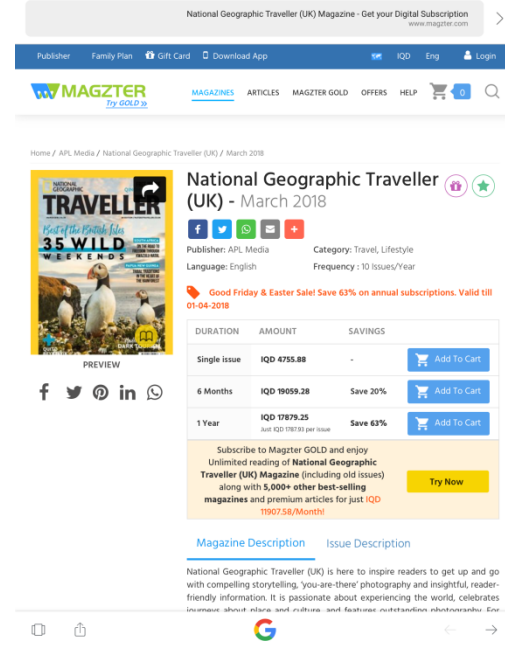 National Geographic Traveller (UK) Magazine - Get your Digital Subscription
www.magzter.com
Publisher Family Plan Gift Card Download App IQD Eng Login
MAGZTER
Try GOLD »
MAGAZINES ARTICLES MAGZTER GOLD OFFERS HELP 0
Home / APL Media / National Geographic Traveller (UK) / March 2018
NATIONAL
GEOGRAPHIC
TRAVELLER
Best of the British Isles
35 WILD
WEEKENDS
National Geographic Traveller
(UK) - March 2018
Publisher: APL Media Category: Travel, Lifestyle
Language: English Frequency : 10 Issues/Year
Good Friday & Easter Sale! Save 63% on annual subscriptions. Valid till
01-04-2018
DURATION AMOUNT SAVINGS
Single issue IQD 4755.88 - Add To Cart
6 Months IQD 19059.28 Save 20% Add To Cart
1 Year IQD 17879.25 Save 63% Add To Cart
Just IQD 1787.93 per issue
PREVIEW
Subscribe to Magzter GOLD and enjoy
Unlimited reading of National Geographic
Traveller (UK) Magazine (including old issues)
along with 5,000+ other best-selling
magazines and premium articles for just IQD
11907.58/Month!
Try Now
Magazine Description Issue Description
National Geographic Traveller (UK) is here to inspire readers to get up and go
with compelling storytelling, 'you-are-there' photography and insightful, reader-
friendly information. It is passionate about experiencing the world, celebrates
journeys about place and culture, and features outstanding photography. For